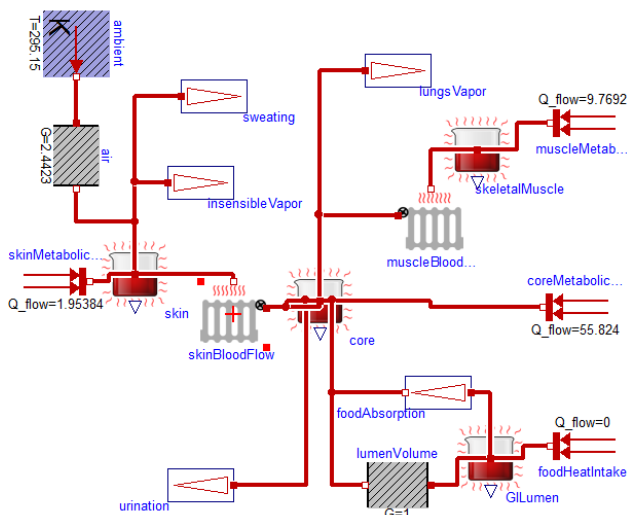 K
ambient
T=295.15
G=2.4423
air
sweating
lungsVapor
Q_flow=9.7692
muscleMetab...
skeletalMuscle
insensibleVapor
skinMetabolic...
muscleBlood...
coreMetabolic...
Q_flow=1.95384
skin
skinBloodFlow
core
Q_flow=55.824
foodAbsorption
Q_flow=0
lumenVolume
foodHeatIntake
urination
GILumen
G=1